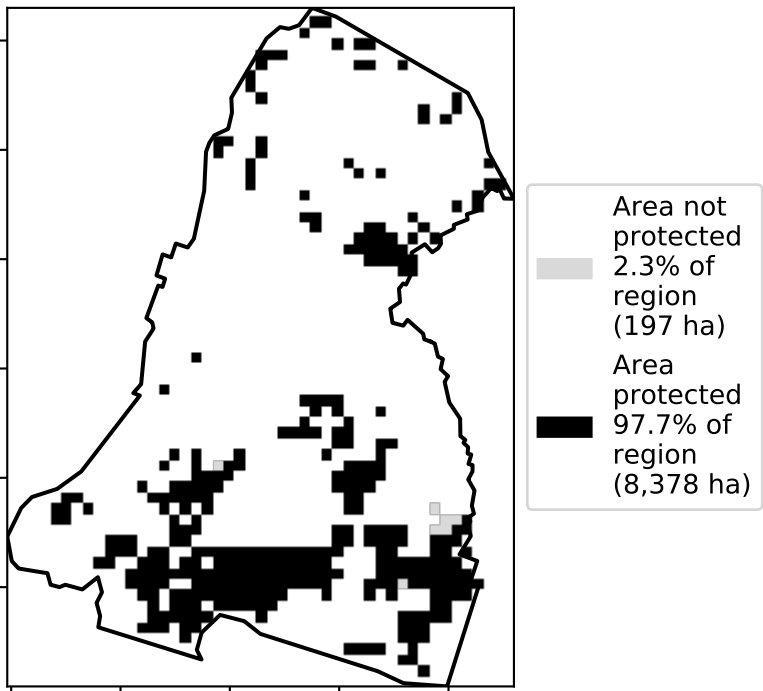 Area not
protected
2.3% of
region
(197 ha)
Area
protected
97.7% of
region
(8,378 ha)